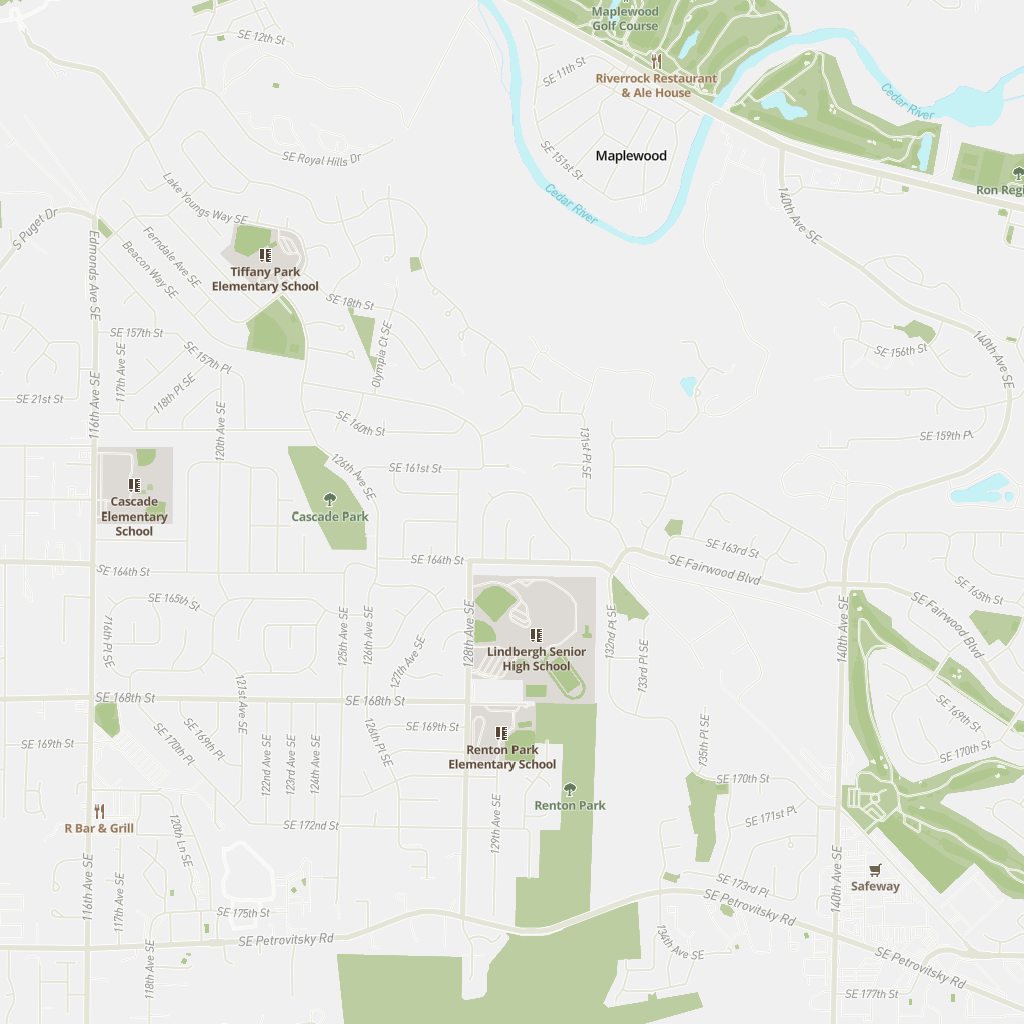 Maplewood
Golf Course
SE 12th St
SE 11th St
Riverrock Restaurant
& Ale House
Cedar River
SE Royal Hills Dr
SE 151st St
Maplewood
Ron Regi
Lake Youngs Way SE
Cedar River
140th Ave SE
S Puget Dr
Ferndale Ave SE
Beacon Way SE
Edmonds Ave SE
Tiffany Park
Elementary School
SE 18th St
SE 157th St
SE 157th Pl
Olympia Ct SE
140th Ave SE
SE 156th St
117th Ave SE
118th Pl SE
SE 21st St
116th Ave SE
120th Ave SE
SE 160th St
131st Pl SE
SE 159th Pl
126th Ave SE
SE 161st St
Cascade
Elementary
School
Cascade Park
SE 164th St
SE 163rd St
SE Fairwood Blvd
SE 164th St
SE 165th St
SE 165th St
SE Fairwood Blvd
116th Pl SE
125th Ave SE
126th Ave SE
127th Ave SE
128th Ave SE
Lindbergh Senior
High School
132nd Pl SE
133rd Pl SE
140th Ave SE
121st Ave SE
SE 168th St
SE 168th St
SE 169th St
SE 169th St
SE 170th Pl
SE 169th Pl
126th Pl SE
SE 169th St
Renton Park
Elementary School
135th Pl SE
SE 170th St
SE 170th St
122nd Ave SE
123rd Ave SE
124th Ave SE
Renton Park
R Bar & Grill
120th Ln SE
SE 172nd St
129th Ave SE
SE 171st Pl
Safeway
116th Ave SE
117th Ave SE
SE 173rd Pl
140th Ave SE
SE 175th St
SE Petrovitsky Rd
SE Petrovitsky Rd
134th Ave SE
SE Petrovitsky Rd
118th Ave SE
SE 177th St